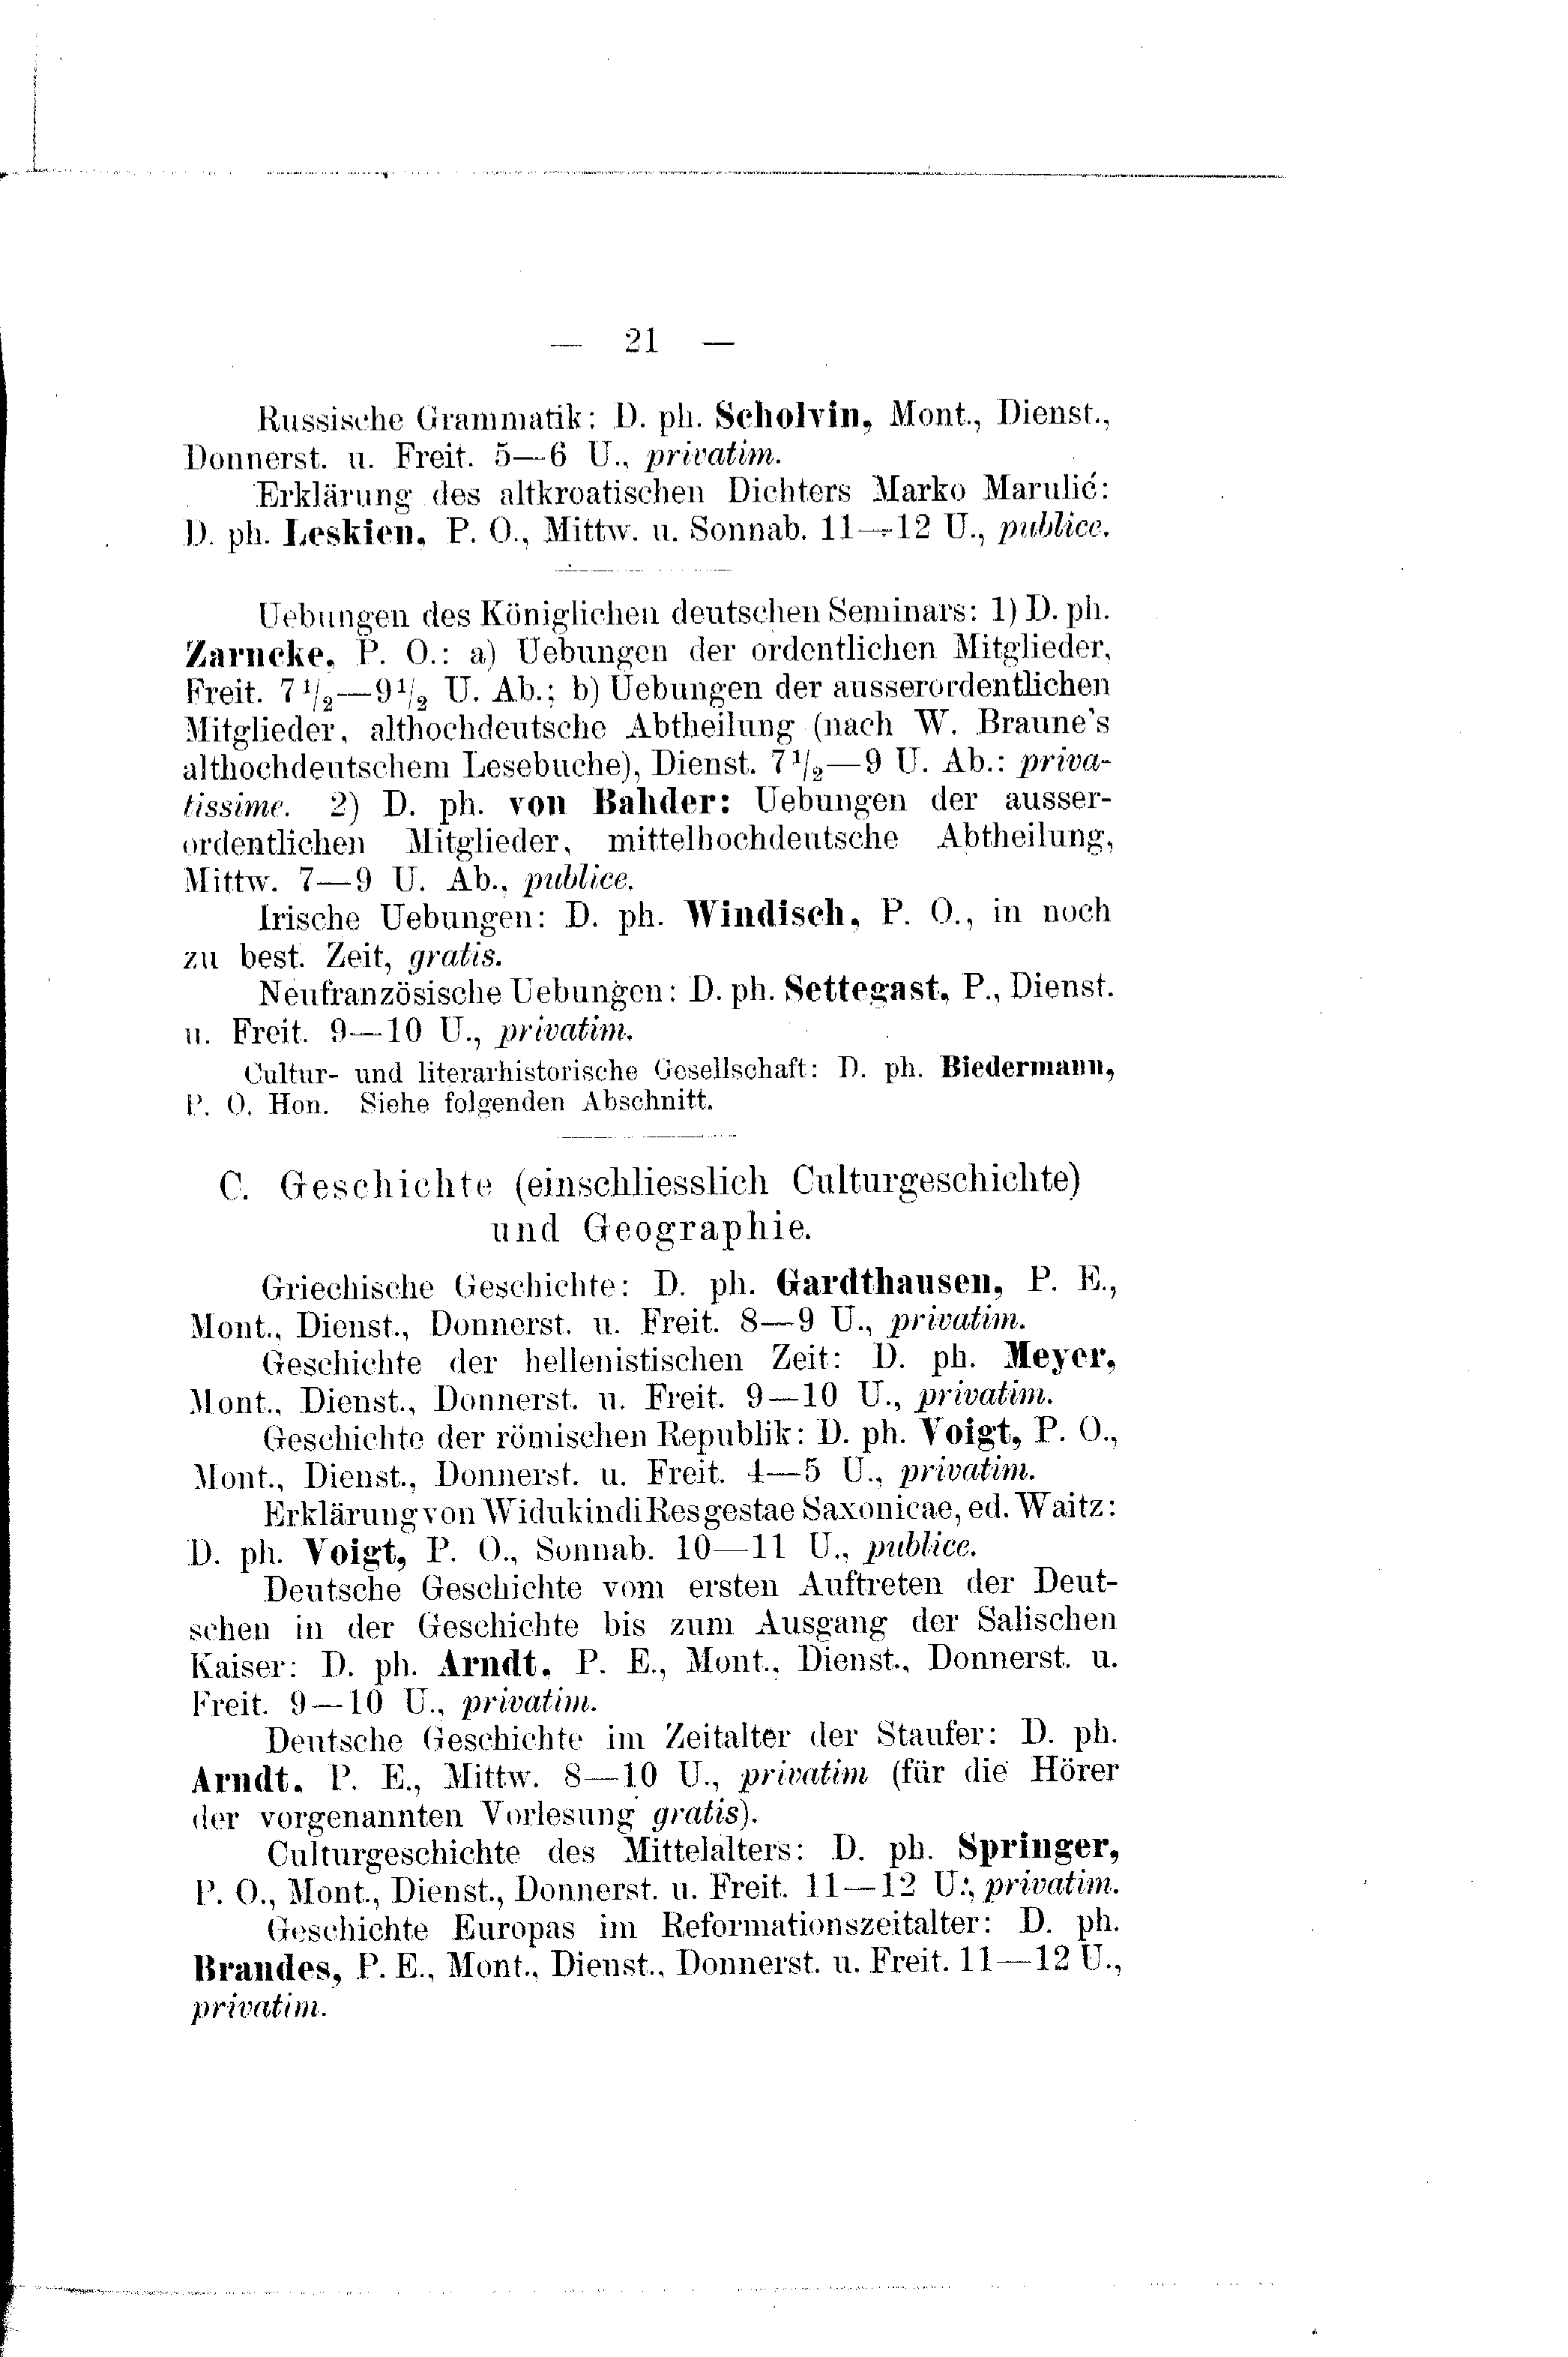 — 21 —
Russische Grammatik: D. ph. Scholvin, Mont., Dienst.,
Donnerst. u. Freit. 5—6 U., privatim.
Erklärung des altkroatischen Dichters Marko Marulić:
D. ph. Leskien, P. O., Mittw. u. Sonnab. 11—12 U., publice.
Uebungen des Königlichen deutschen Seminars: 1) D. ph.
Zarncke, P. O.: a) Uebungen der ordentlichen Mitglieder,
Freit. 7 1/2—9 1/2 U. Ab.; b) Uebungen der ausserordentlichen
Mitglieder, althochdeutsche Abtheilung (nach W. Braune's
althochdeutschem Lesebuche), Dienst. 7 1/2—9 U. Ab.: priva-
tissime. 2) D. ph. von Bahder: Uebungen der ausser-
ordentlichen Mitglieder, mittelhochdeutsche Abtheilung,
Mittw. 7—9 U. Ab., publice.
Irische Uebungen: D. ph. Windisch, P. O., in noch
zu best. Zeit, gratis.
Neufranzösische Uebungen: D. ph. Settegast, P., Dienst.
u. Freit. 9—10 U., privatim.
Cultur- und literarhistorische Gesellschaft: D. ph. Biedermann,
P. O. Hon. Siehe folgenden Abschnitt.
C. Geschichte (einschliesslich Culturgeschichte)
und Geographie.
Griechische Geschichte: D. ph. Gardthausen, P. E.,
Mont., Dienst., Donnerst. u. Freit. 8—9 U., privatim.
Geschichte der hellenistischen Zeit: D. ph. Meyer,
Mont., Dienst., Donnerst. u. Freit. 9—10 U., privatim.
Geschichte der römischen Republik: D. ph. Voigt, P. O.,
Mont., Dienst., Donnerst. u. Freit. 4—5 U., privatim.
Erklärung von Widukindi Res gestae Saxonicae, ed. Waitz:
D. ph. Voigt, P. O., Sonnab. 10—11 U., publice.
Deutsche Geschichte vom ersten Auftreten der Deut-
schen in der Geschichte bis zum Ausgang der Salischen
Kaiser: D. ph. Arndt, P. E., Mont., Dienst., Donnerst. u.
Freit. 9—10 U., privatim.
Deutsche Geschichte im Zeitalter der Staufer: D. ph.
Arndt, P. E., Mittw. 8—10 U., privatim (für die Hörer
der vorgenannten Vorlesung gratis).
Culturgeschichte des Mittelalters: D. ph. Springer,
P. O., Mont., Dienst., Donnerst. u. Freit. 11—12 U., privatim.
Geschichte Europas im Reformationszeitalter: D. ph.
Brandes, P. E., Mont., Dienst., Donnerst. u. Freit. 11—12 U.,
privatim.